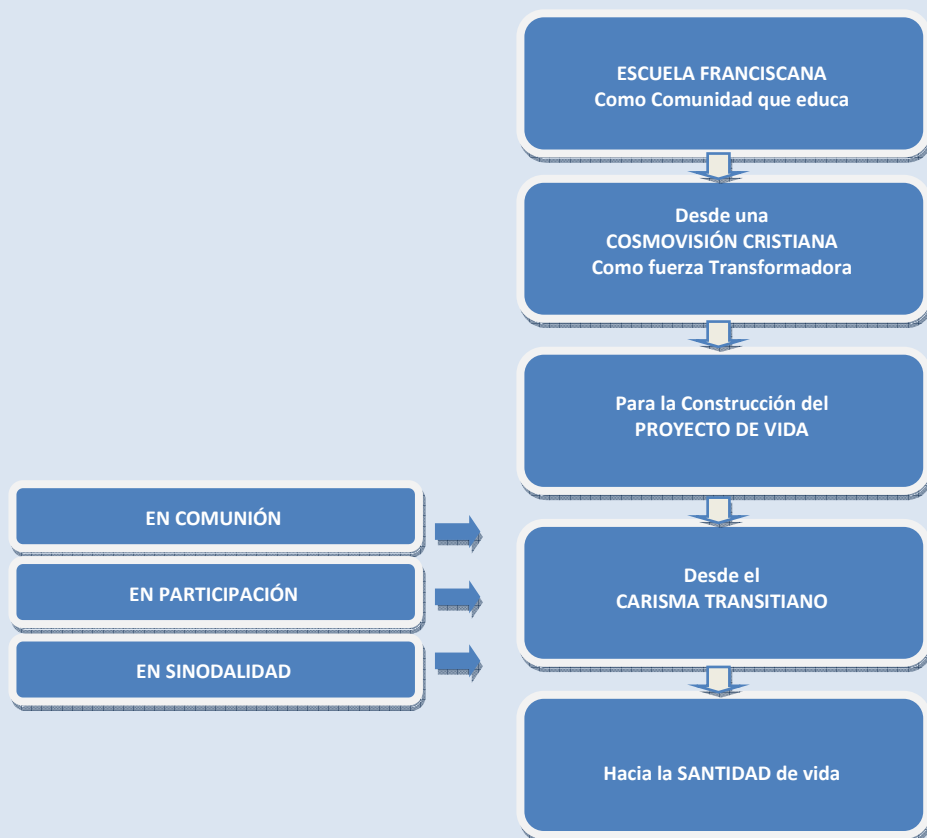 ESCUELA FRANCISCANA
Como Comunidad que educa
Desde una
COSMOVISIÓN CRISTIANA
Como fuerza Transformadora
Para la Construcción del
PROYECTO DE VIDA
EN COMUNIÓN
EN PARTICIPACIÓN
EN SINODALIDAD
Desde el
CARISMA TRANSITIANO
Hacia la SANTIDAD de vida